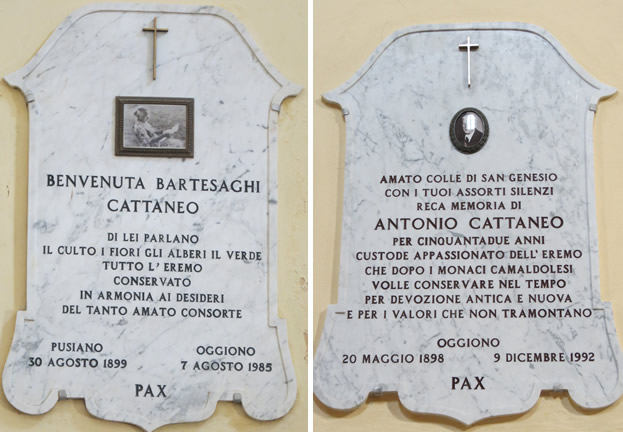 BENVENUTA BARTESAGHI
CATTANEO
DI LEI PARLANO
IL CULTO I FIORI GLI ALBERI IL VERDE
TUTTO L'EREMO
CONSERVATO
IN ARMONIA AI DESIDERI
DEL TANTO AMATO CONSORTE
PUSIANO OGGIONO
30 AGOSTO 1899 7 AGOSTO 1985
PAX
AMATO COLLE DI SAN GENESIO
CON I TUOI ASSORTI SILENZI
RECA MEMORIA DI
ANTONIO CATTANEO
PER CINQUANTADUE ANNI
CUSTODE APPASSIONATO DELL'EREMO
CHE DOPO I MONACI CAMALDOLESI
VOLLE CONSERVARE NEL TEMPO
PER DEVOZIONE ANTICA E NUOVA
E PER I VALORI CHE NON TRAMONTANO
OGGIONO
20 MAGGIO 1898 9 DICEMBRE 1992
PAX